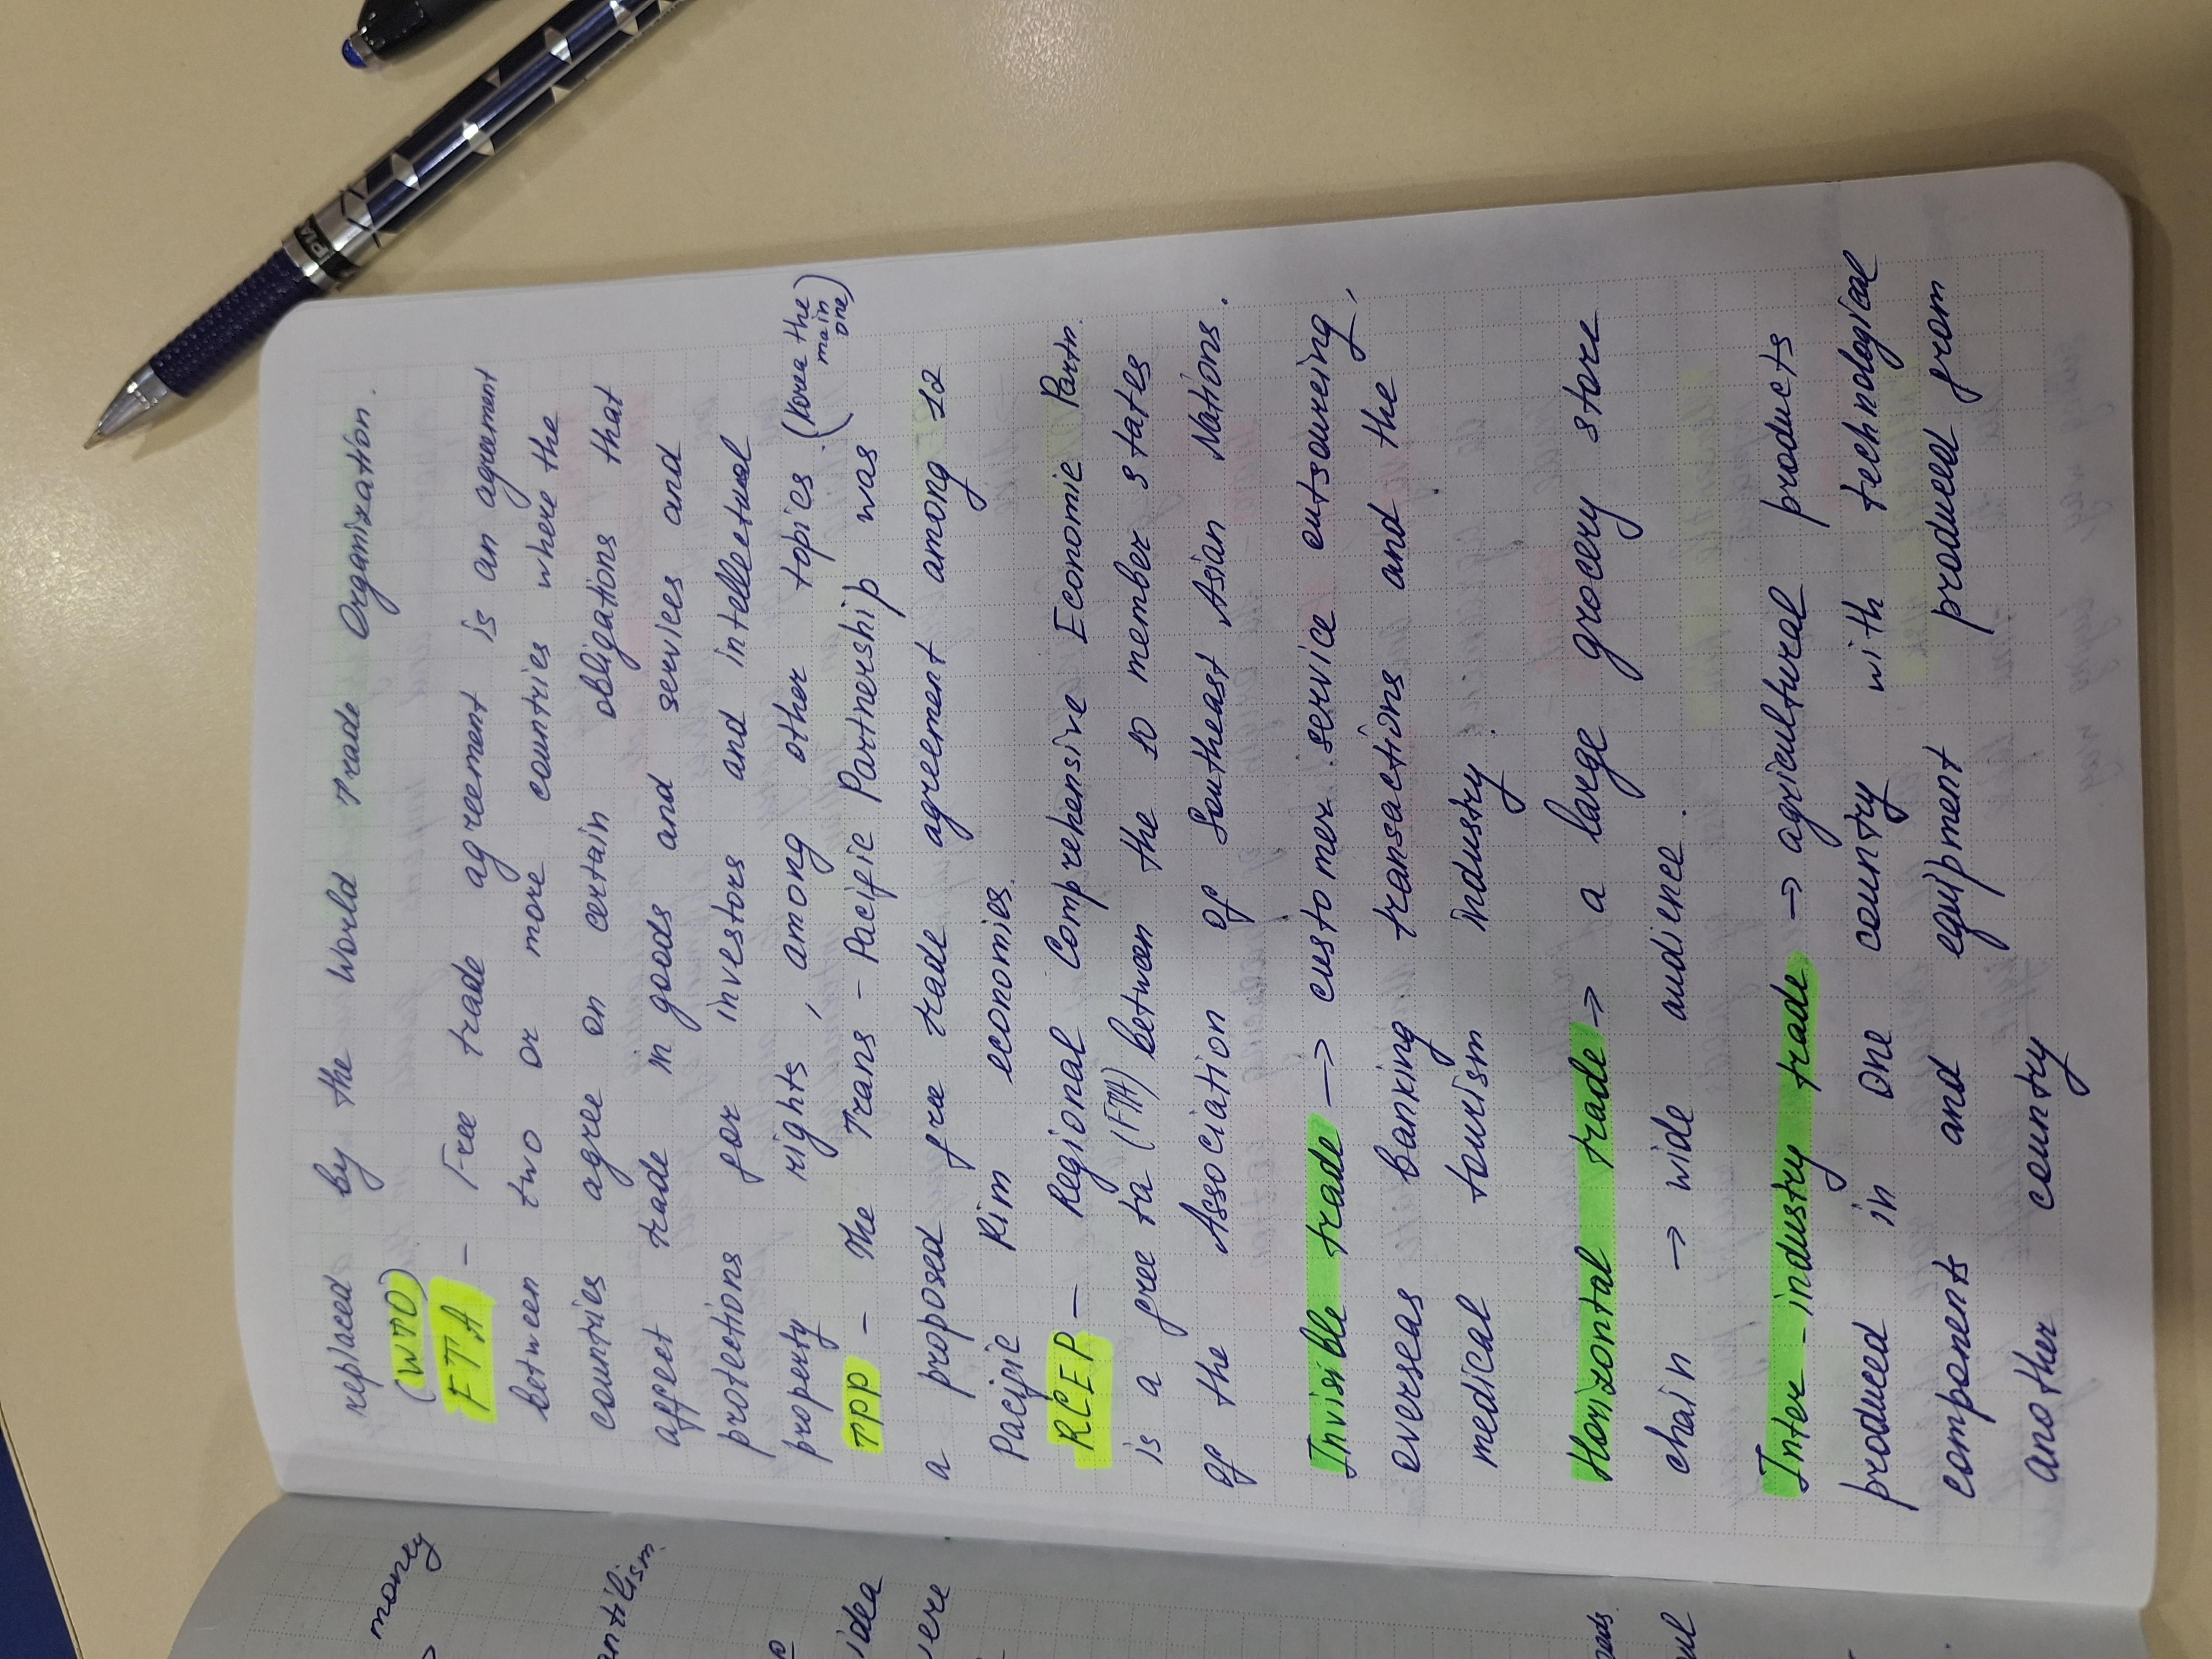 replaced by the World Trade Organization.
(WTO)
FTA - Free trade agreement is an agreement
between two or more countries where the
countries agree on certain obligations that
affect trade in goods and services and
protections for investors and intellectual
property rights, among other topics. (Korea the
main
one)
TPP - The Trans-Pacific Partnership was
a proposed free trade agreement among 12
Pacific Rim economies.
RCEP - Regional Comprehensive Economic Partn.
is a free ta (FTA) between the 10 member states
of the Association of Southeast Asian Nations.
Invisible trade → customer service outsourcing,
overseas banking transactions and the
medical tourism industry.
Horizontal trade → a large grocery store
chain → wide audience.
Inter-industry trade → agricultural products
produced in one country with technological
components and equipment produced from
another country
money
antilism.
idea